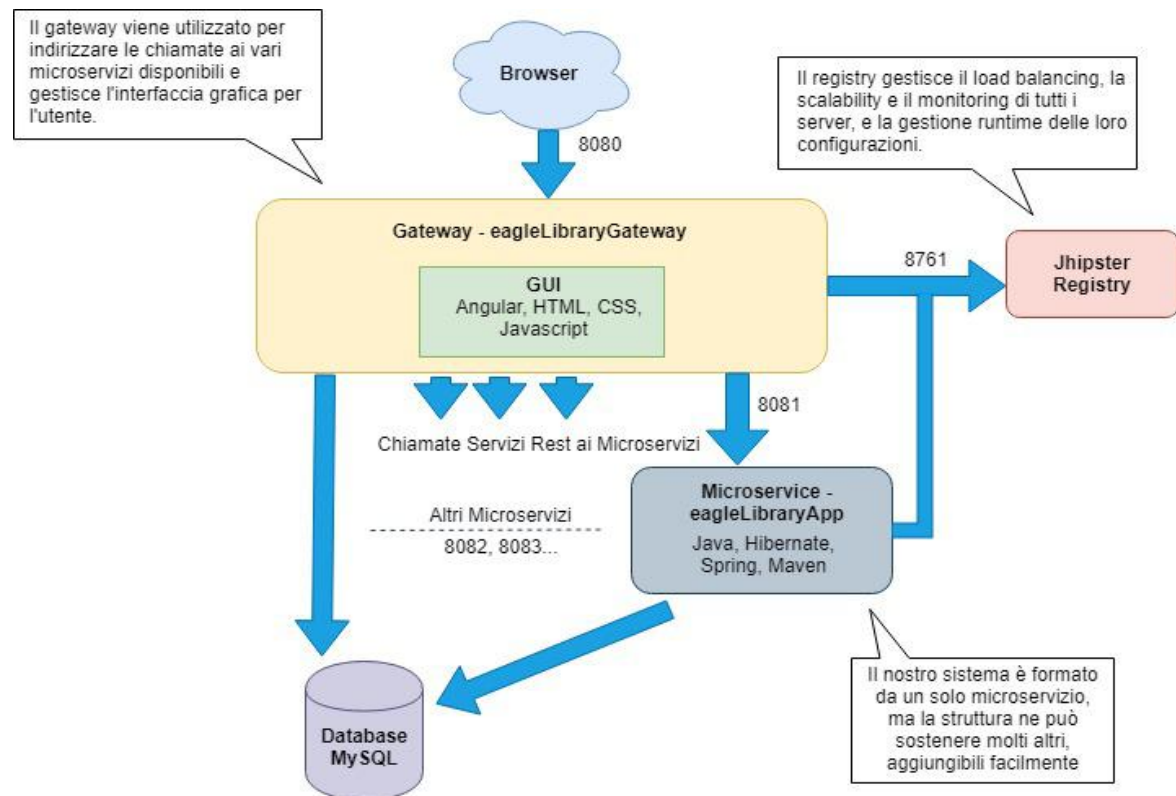 Il gateway viene utilizzato per
indirizzare le chiamate ai vari
microservizi disponibili e
gestisce l'interfaccia grafica per
l'utente.
Browser
Il registry gestisce il load balancing, la
scalability e il monitoring di tutti i
server, e la gestione runtime delle loro
configurazioni.
8080
Gateway - eagleLibraryGateway
GUI
Angular, HTML, CSS,
Javascript
8761
Jhipster
Registry
8081
Chiamate Servizi Rest ai Microservizi
Altri Microservizi
8082, 8083...
Microservice -
eagleLibraryApp
Java, Hibernate,
Spring, Maven
Il nostro sistema è formato
da un solo microservizio,
ma la struttura ne può
sostenere molti altri,
aggiungibili facilmente
Database
MySQL